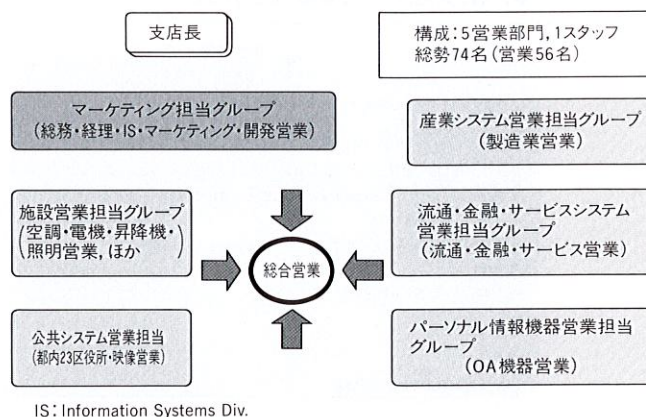 支店長
構成:5営業部門,1スタッフ
総勢74名(営業56名)
マーケティング担当グループ
(総務・経理・IS・マーケティング・開発営業)
産業システム営業担当グループ
(製造業営業)
施設営業担当グループ
(空調・電機・昇降機・
照明営業,ほか)
総合営業
流通・金融・サービスシステム
営業担当グループ
(流通・金融・サービス営業)
公共システム営業担当
(都内23区役所・映像営業)
パーソナル情報機器営業担当
グループ
(OA機器営業)
IS:Information Systems Div.